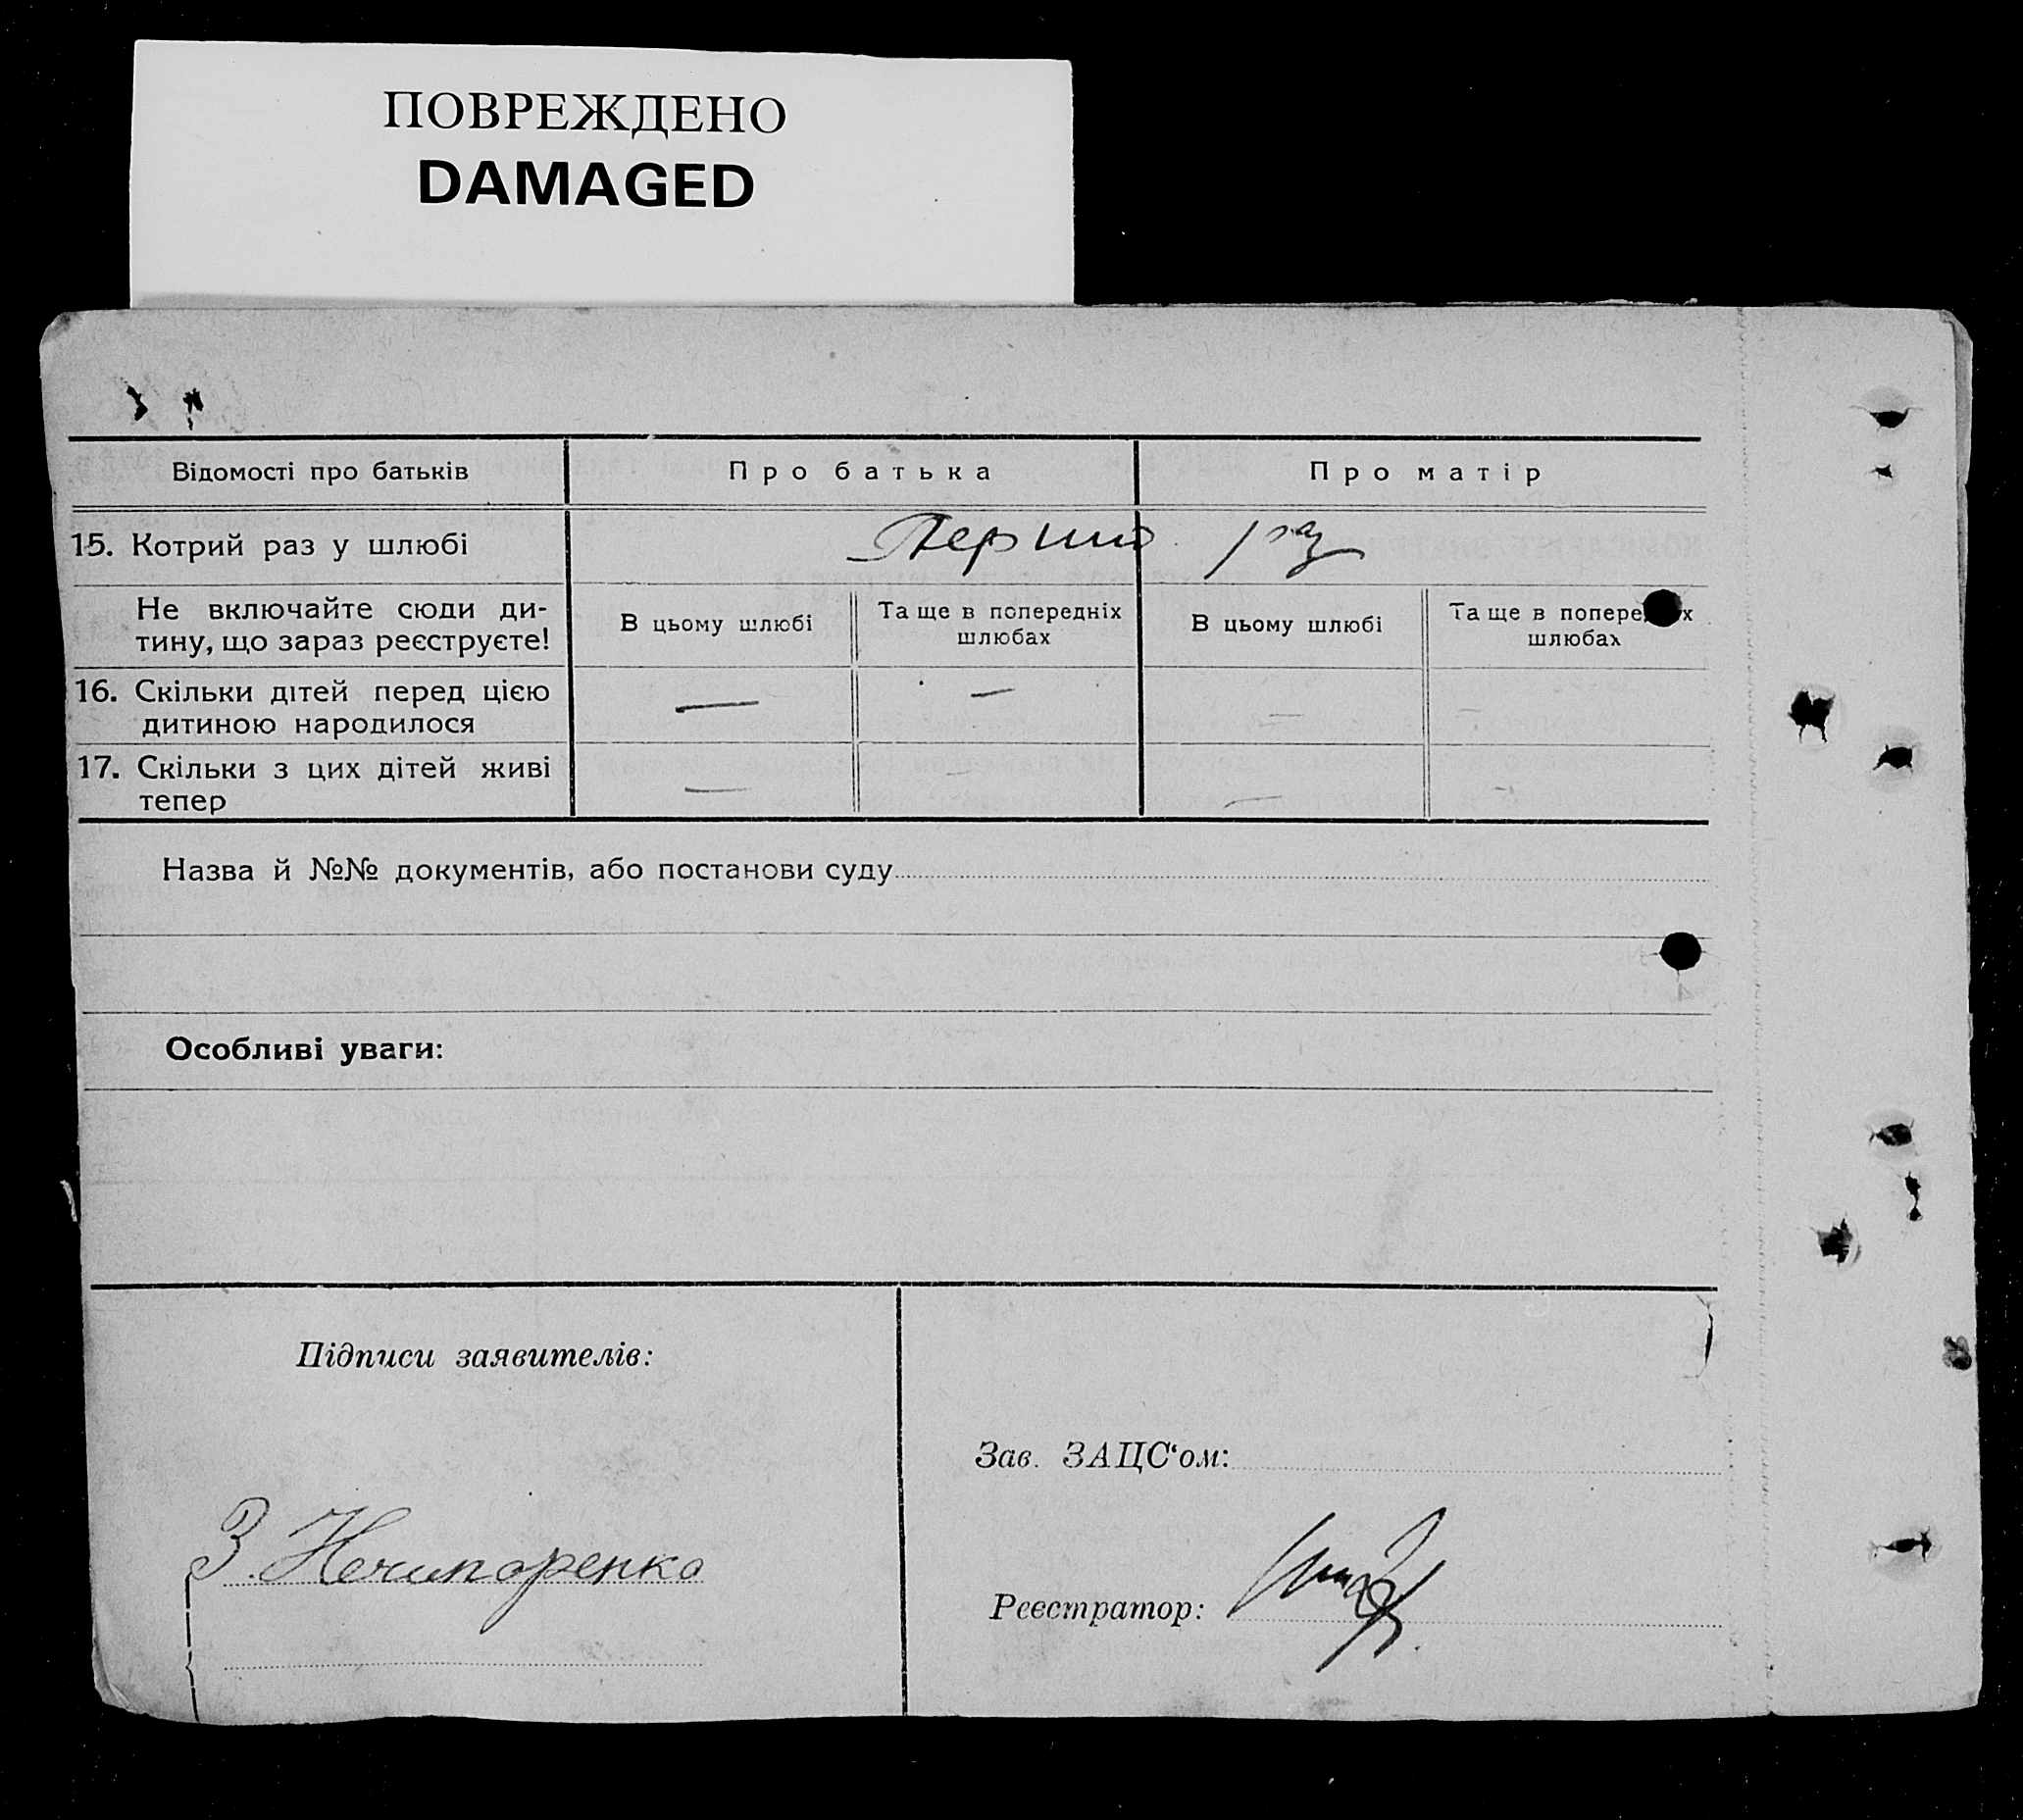 ПОВРЕЖДЕНО
DAMAGED
Відомості про батьків
Про батька
Про матір
15. Котрий раз у шлюбі
раз
Не включайте сюди ди-
тину, що зараз реєструєте!
В цьому шлюбі
Та ще в попередніх
шлюбах
В цьому шлюбі
Та ще в попере
х
шлюбах
16. Скільки дітей перед цією
дитиною народилося
— —
— —
17. Скільки з цих дітей живі
тепер
— —
— —
Назва й №№ документів, або постанови суду
Особливі уваги:
Підписи заявителів:
Зав. ЗАЦС‘ом:
З. Ничипоренко
Реєстратор: